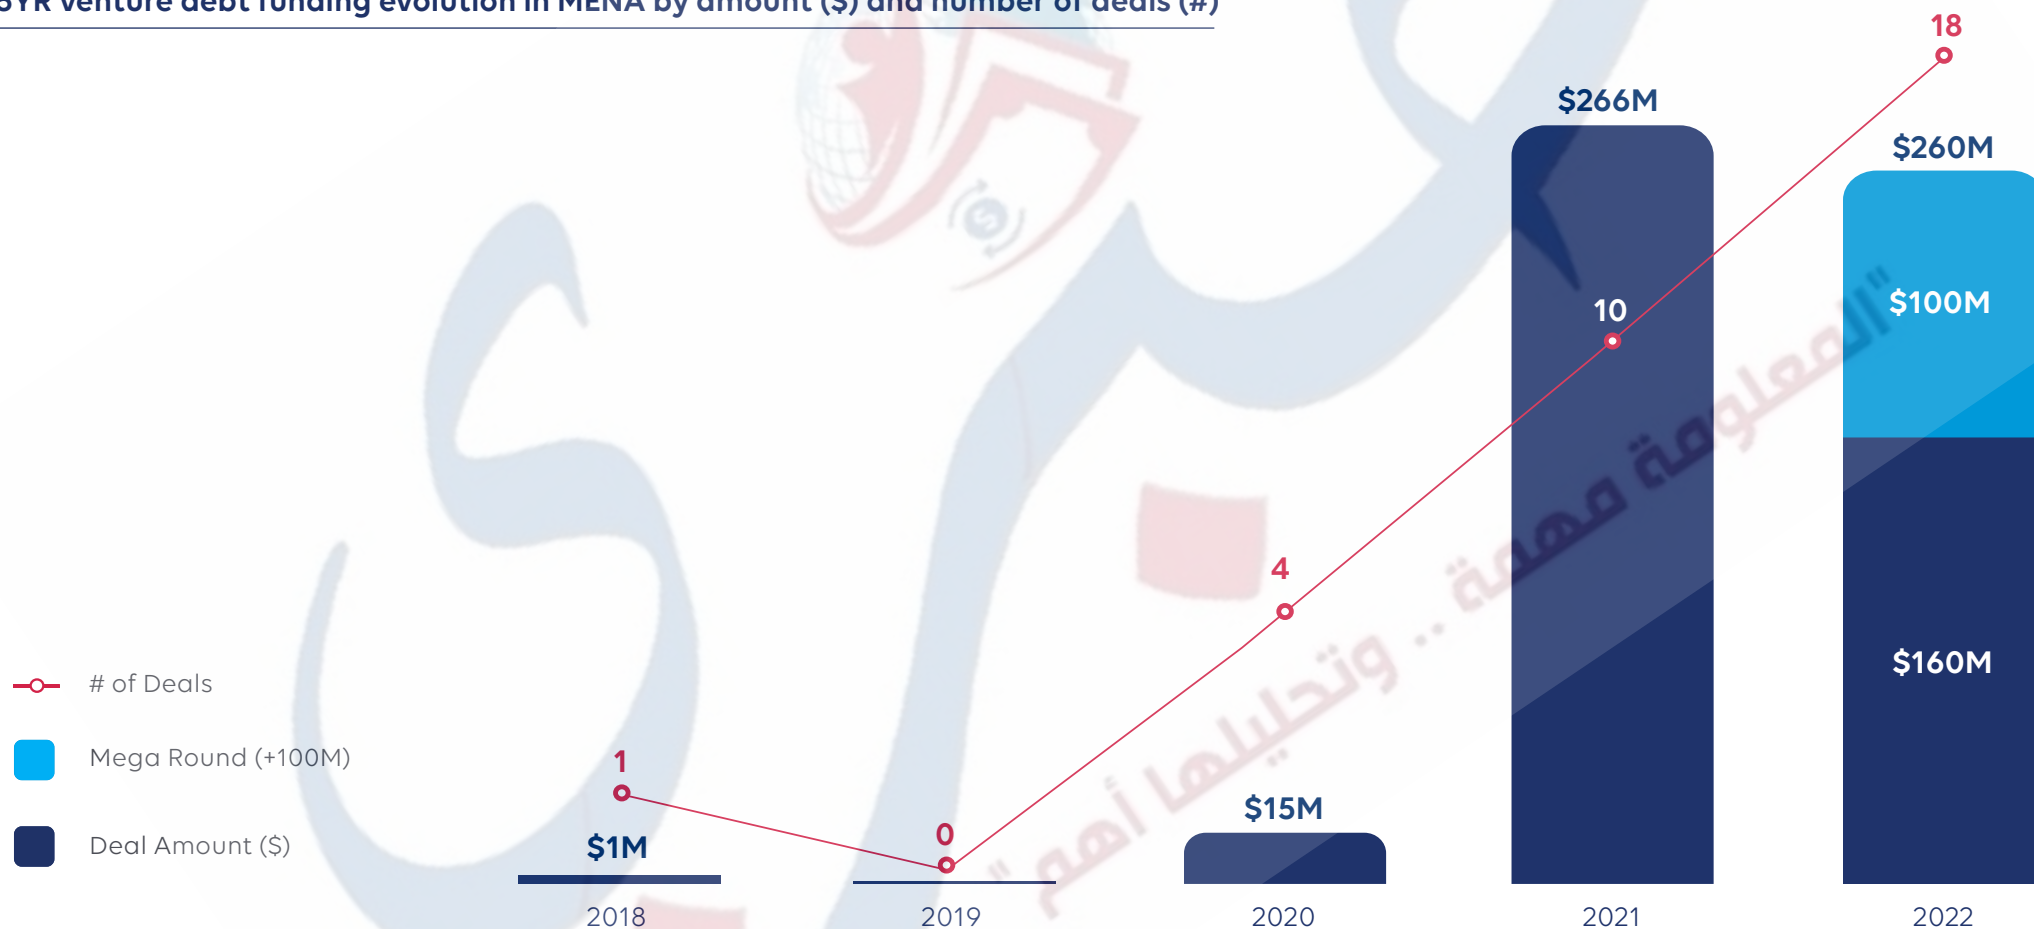 5YR venture debt funding evolution in MENA by amount ($) and number of deals (#)
18
$266M
$260M
10
$100M
4
$160M
# of Deals
Mega Round (+100M)
1
$15M
0
Deal Amount ($)
$1M
2018
2019
2020
2021
2022
"المعلومة مهمة .. وتحليلها أهم"